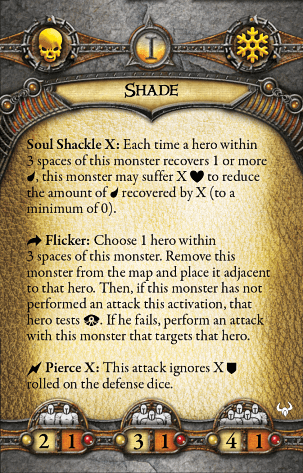 I
SHADE
Soul Shackle X: Each time a hero within
3 spaces of this monster recovers 1 or more
, this monster may suffer X to reduce
the amount of recovered by X (to a
minimum of 0).
Flicker: Choose 1 hero within
3 spaces of this monster. Remove this
monster from the map and place it adjacent
to that hero. Then, if this monster has not
performed an attack this activation, that
hero tests . If he fails, perform an attack
with this monster that targets that hero.
Pierce X: This attack ignores X
rolled on the defense dice.
2 1 3 1 4 1